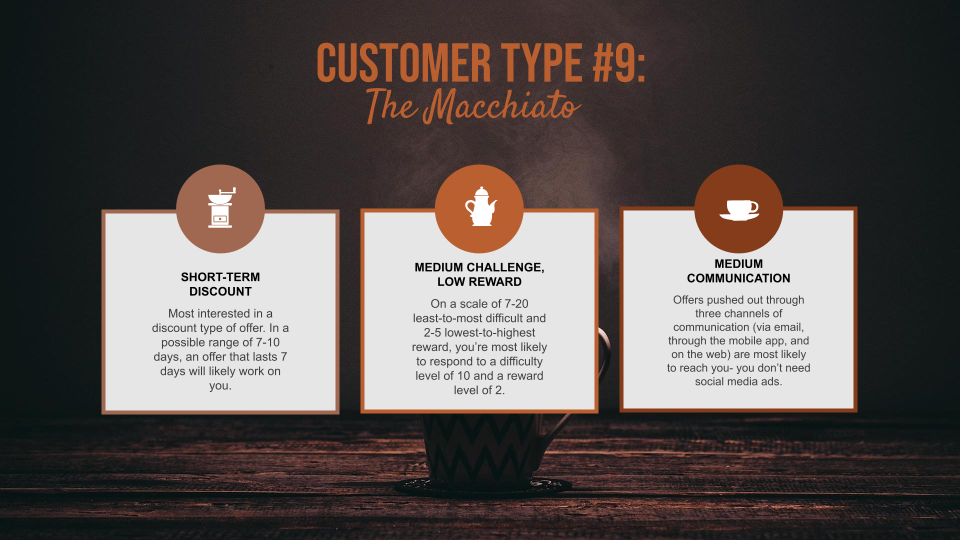 CUSTOMER TYPE #9:
The Macchiato
SHORT-TERM
DISCOUNT
Most interested in a
discount type of offer. In a
possible range of 7-10
days, an offer that lasts 7
days will likely work on
you.
MEDIUM CHALLENGE,
LOW REWARD
On a scale of 7-20
least-to-most difficult and
2-5 lowest-to-highest
reward, you're most likely
to respond to a difficulty
level of 10 and a reward
level of 2.
MEDIUM
COMMUNICATION
Offers pushed out through
three channels of
communication (via email,
through the mobile app, and
on the web) are most likely
to reach you- you don't need
social media ads.